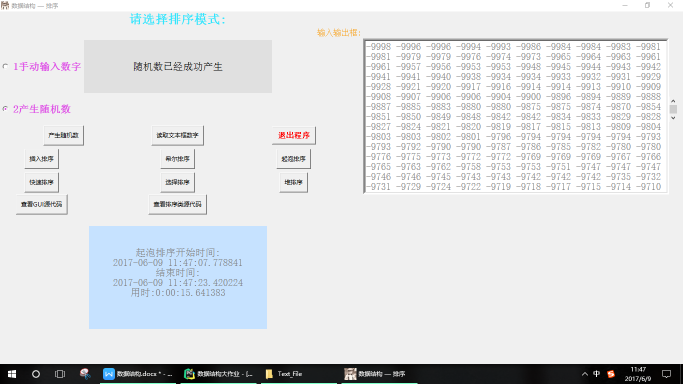 数据结构 — 排序
请选择排序模式:
输入输出框:
1手动输入数字
随机数已经成功产生
2产生随机数
产生随机数 读取文本框数字 退出程序
插入排序 希尔排序 起泡排序
快速排序 选择排序 堆排序
查看GUI源代码 查看排序类源代码
-9998 -9996 -9996 -9994 -9993 -9986 -9984 -9984 -9983 -9981
-9981 -9979 -9979 -9976 -9974 -9973 -9965 -9964 -9963 -9961
-9961 -9957 -9956 -9953 -9953 -9948 -9945 -9944 -9943 -9942
-9941 -9941 -9940 -9938 -9934 -9934 -9933 -9932 -9931 -9929
-9928 -9921 -9920 -9917 -9916 -9914 -9914 -9913 -9910 -9909
-9908 -9907 -9906 -9906 -9904 -9900 -9896 -9894 -9889 -9888
-9887 -9885 -9883 -9880 -9880 -9875 -9875 -9874 -9870 -9854
-9851 -9850 -9849 -9848 -9842 -9842 -9834 -9833 -9829 -9828
-9827 -9824 -9821 -9820 -9819 -9817 -9815 -9813 -9809 -9804
-9803 -9803 -9802 -9801 -9796 -9794 -9794 -9794 -9794 -9793
-9793 -9792 -9792 -9790 -9790 -9787 -9786 -9785 -9782 -9780 -9780
-9776 -9775 -9773 -9772 -9772 -9769 -9769 -9769 -9767 -9766
-9765 -9763 -9762 -9758 -9753 -9753 -9751 -9747 -9747 -9747
-9746 -9746 -9745 -9743 -9743 -9742 -9742 -9742 -9735 -9732
-9731 -9729 -9724 -9722 -9719 -9718 -9717 -9715 -9714 -9710
起泡排序开始时间:
2017-06-09 11:47:07.778841
结束时间:
2017-06-09 11:47:23.420224
用时:0:00:15.641383
数据结构.docx * - ... 数据结构大作业 - [... Text_File 数据结构 — 排序 中 11:47
2017/6/9